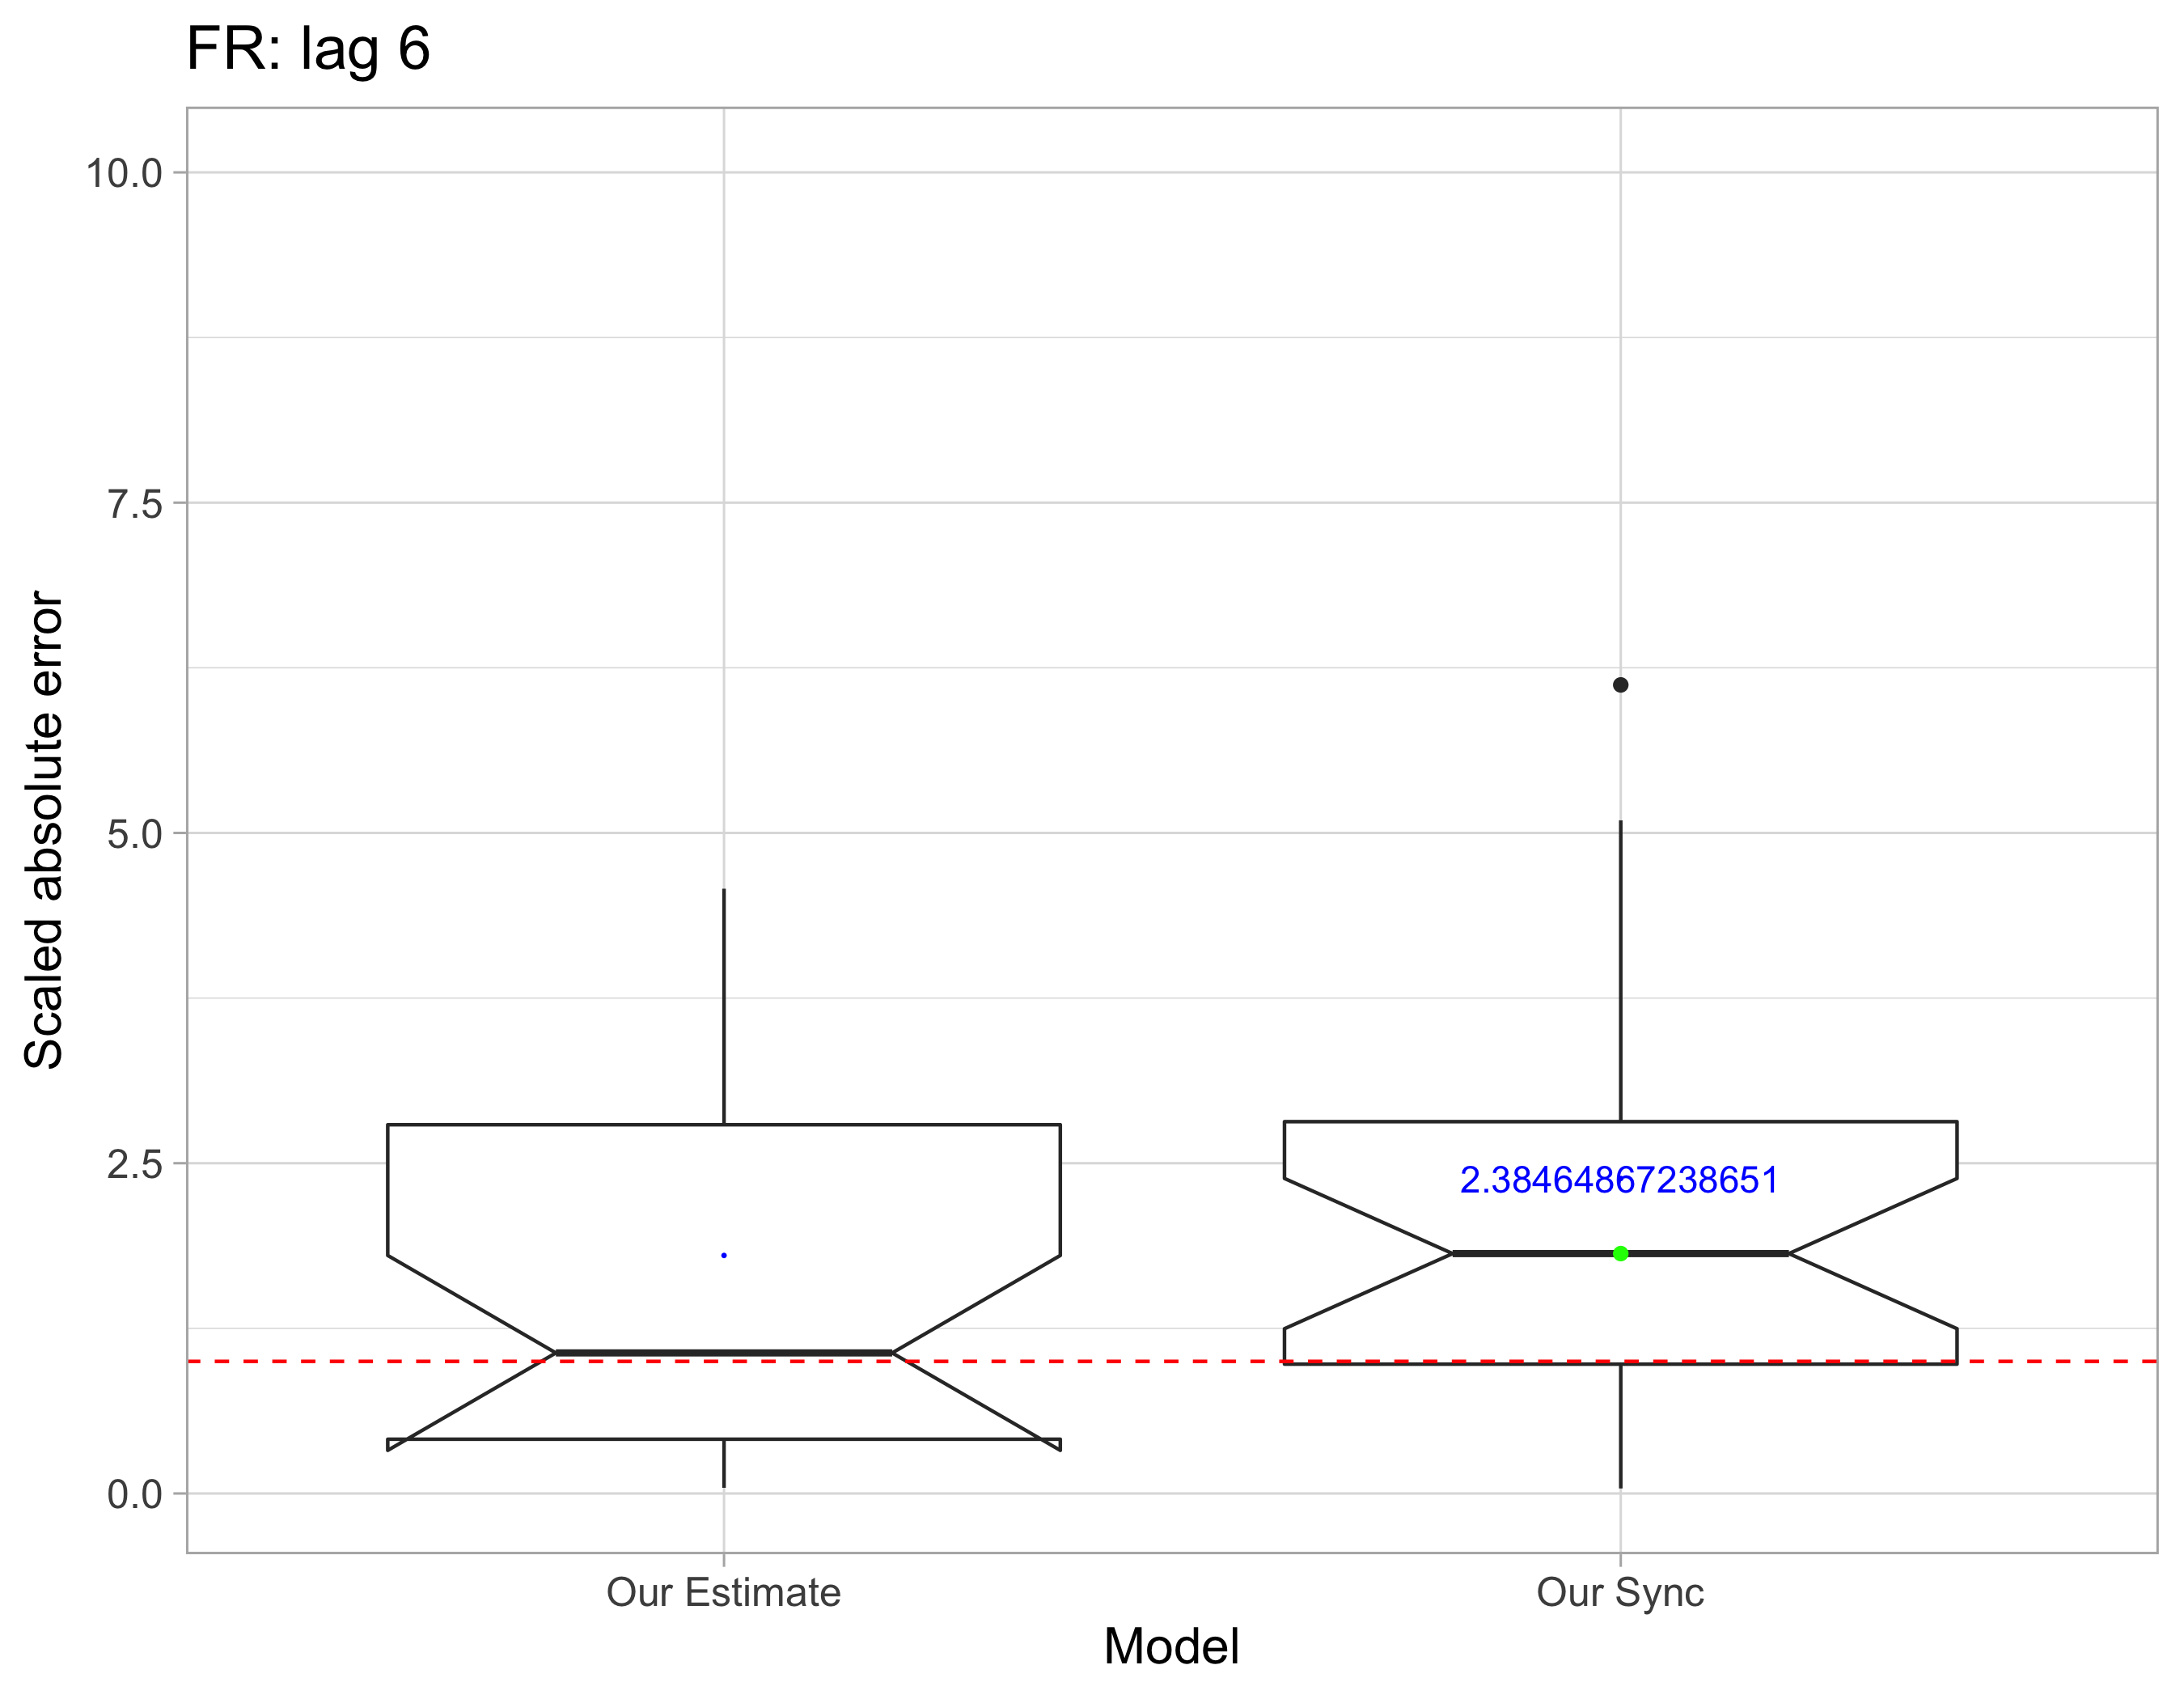 FR: lag 6
Scaled absolute error
10.0
7.5
5.0
2.5
0.0
2.38464867238651
Our Estimate
Our Sync
Model